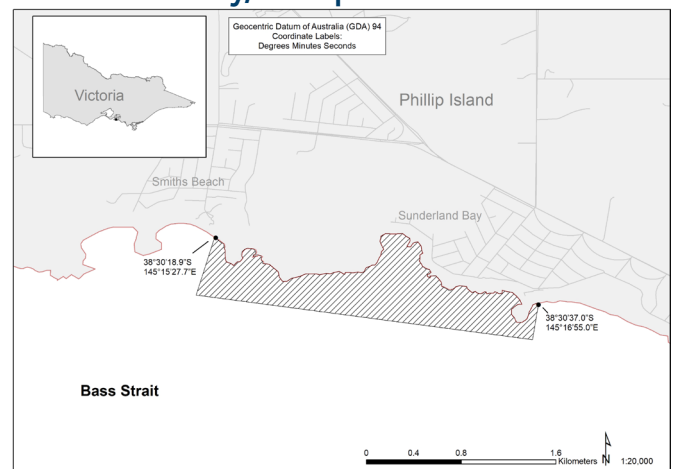 Geocentric Datum of Australia (GDA) 94
Coordinate Labels:
Degrees Minutes Seconds
Victoria
Phillip Island
Smiths Beach
Sunderland Bay
38°30'18.9"S
145°15'27.7"E
38°30'37.0"S
145°16'55.0"E
Bass Strait
0 0.4 0.8 1.6
Kilometers N 1:20,000